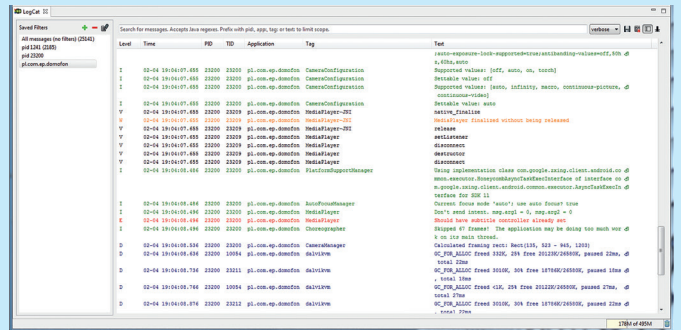 LogCat
Saved Filters
All messages (no filters) (25141)
pid 1241 (2185)
pid 23200
pl.com.ep.domofon
Search for messages. Accepts Java regexes. Prefix with pid:, app:, tag: or text: to limit scope.
verbose
Level Time PID TID Application Tag Text
;auto-exposure-lock-supported=true;antibanding-values=off,50h
z,60hz,auto
I 02-04 19:04:07.655 23200 23200 pl.com.ep.domofon CameraConfiguration Supported values: [off, auto, on, torch]
I 02-04 19:04:07.655 23200 23200 pl.com.ep.domofon CameraConfiguration Settable value: off
I 02-04 19:04:07.655 23200 23200 pl.com.ep.domofon CameraConfiguration Supported values: [auto, infinity, macro, continuous-picture,
continuous-video]
I 02-04 19:04:07.655 23200 23200 pl.com.ep.domofon CameraConfiguration Settable value: auto
V 02-04 19:04:07.655 23200 23209 pl.com.ep.domofon MediaPlayer-JNI native_finalize
W 02-04 19:04:07.655 23200 23209 pl.com.ep.domofon MediaPlayer-JNI MediaPlayer finalized without being released
V 02-04 19:04:07.655 23200 23209 pl.com.ep.domofon MediaPlayer-JNI release
V 02-04 19:04:07.655 23200 23209 pl.com.ep.domofon MediaPlayer setListener
V 02-04 19:04:07.655 23200 23209 pl.com.ep.domofon MediaPlayer disconnect
V 02-04 19:04:07.655 23200 23209 pl.com.ep.domofon MediaPlayer destructor
V 02-04 19:04:07.655 23200 23209 pl.com.ep.domofon MediaPlayer disconnect
I 02-04 19:04:08.486 23200 23200 pl.com.ep.domofon PlatformSupportManager Using implementation class com.google.zxing.client.android.co
mmon.executor.HoneycombAsyncTaskExecInterface of interface co
m.google.zxing.client.android.common.executor.AsyncTaskExecIn
terface for SDK 11
I 02-04 19:04:08.486 23200 23200 pl.com.ep.domofon AutoFocusManager Current focus mode 'auto'; use auto focus? true
I 02-04 19:04:08.496 23200 23200 pl.com.ep.domofon MediaPlayer Don't send intent. msg.arg1 = 0, msg.arg2 = 0
E 02-04 19:04:08.496 23200 23200 pl.com.ep.domofon MediaPlayer Should have subtitle controller already set
I 02-04 19:04:08.496 23200 23200 pl.com.ep.domofon Choreographer Skipped 47 frames! The application may be doing too much wor
k on its main thread.
D 02-04 19:04:08.536 23200 23200 pl.com.ep.domofon CameraManager Calculated framing rect: Rect(135, 523 - 945, 1203)
D 02-04 19:04:08.636 23200 10054 pl.com.ep.domofon dalvikvm GC_FOR_ALLOC freed 332K, 25% free 20123K/26580K, paused 22ms,
total 22ms
D 02-04 19:04:08.736 23200 23211 pl.com.ep.domofon dalvikvm GC_FOR_ALLOC freed 3010K, 30% free 18706K/26580K, paused 18ms
, total 18ms
D 02-04 19:04:08.766 23200 10054 pl.com.ep.domofon dalvikvm GC_FOR_ALLOC freed <1K, 25% free 20122K/26580K, paused 27ms,
total 27ms
D 02-04 19:04:08.876 23200 23212 pl.com.ep.domofon dalvikvm GC_FOR_ALLOC freed 3010K, 30% free 18706K/26580K, paused 22ms
, total 22ms
178M of 495M